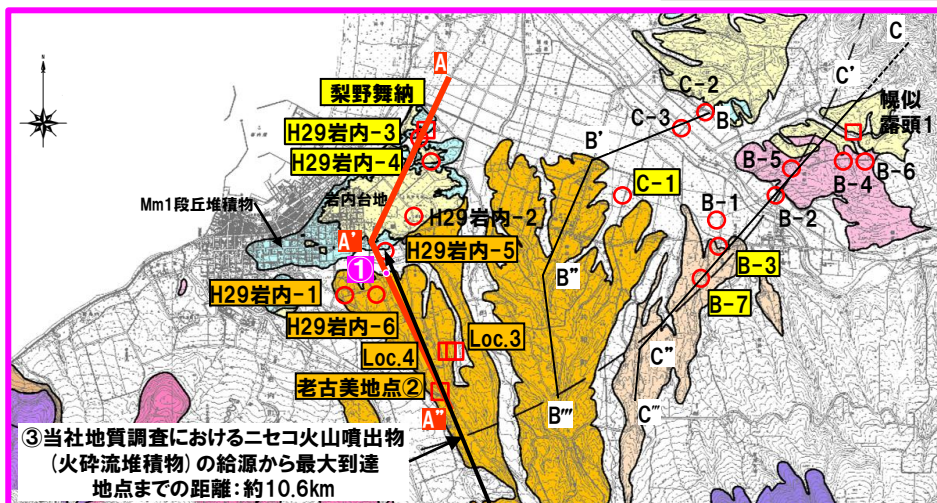 A
C
C'
梨野舞納
C-2
B
幌似
露頭1
H29岩内-3
C-3
B'
H29岩内-4
B-5
B-4
B-6
C-1
岩内台地
Mm1段丘堆積物
H29岩内-2
B-1
B-2
A'
H29岩内-5
①
B"
B-3
H29岩内-1
B-7
H29岩内-6
Loc.3
Loc.4
C"
老古美地点②
A"
B"'
C"'
③当社地質調査におけるニセコ火山噴出物
(火砕流堆積物)の給源から最大到達
地点までの距離:約10.6km